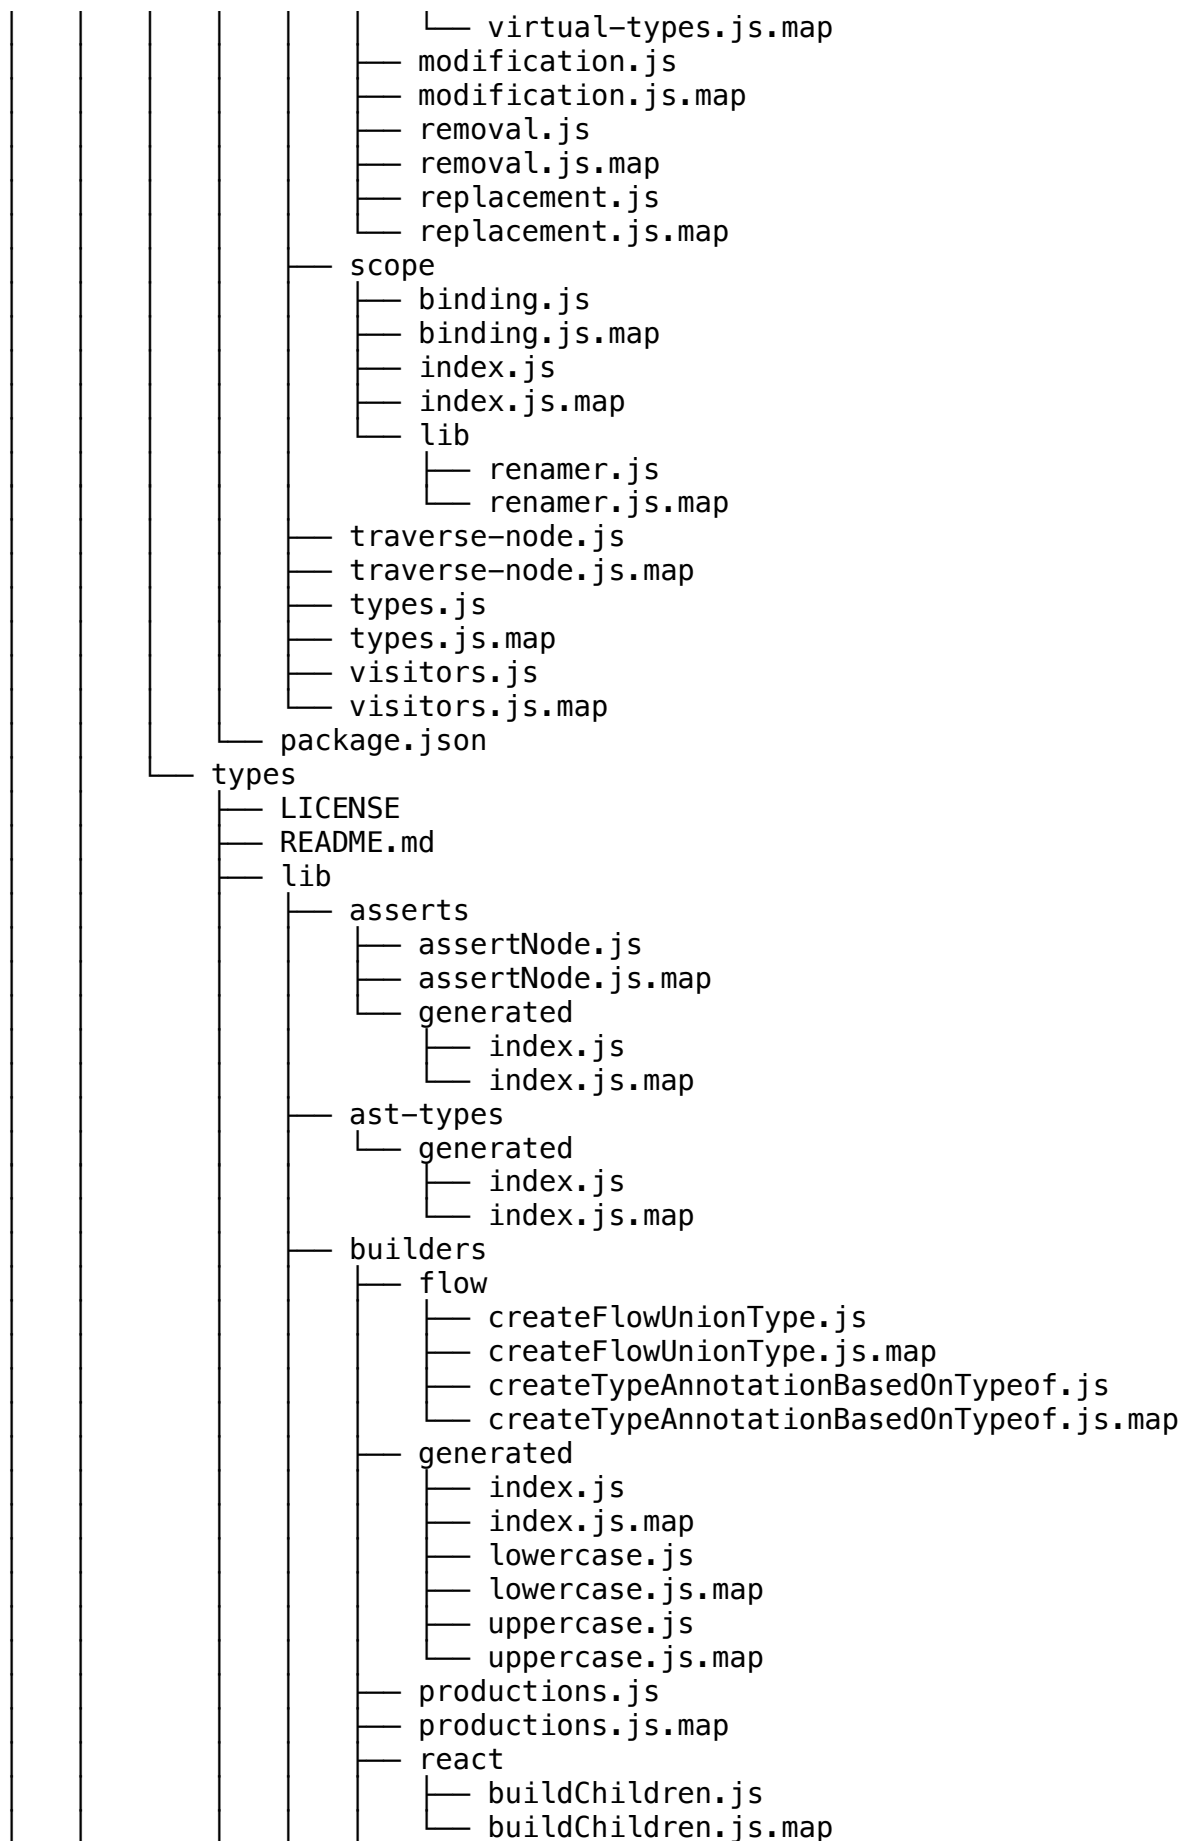 │   │   │   │   │   │   └── virtual-types.js.map
│   │   │   │   │   ├── modification.js
│   │   │   │   │   ├── modification.js.map
│   │   │   │   │   ├── removal.js
│   │   │   │   │   ├── removal.js.map
│   │   │   │   │   ├── replacement.js
│   │   │   │   │   └── replacement.js.map
│   │   │   │   ├── scope
│   │   │   │   │   ├── binding.js
│   │   │   │   │   ├── binding.js.map
│   │   │   │   │   ├── index.js
│   │   │   │   │   ├── index.js.map
│   │   │   │   │   └── lib
│   │   │   │   │       ├── renamer.js
│   │   │   │   │       └── renamer.js.map
│   │   │   │   ├── traverse-node.js
│   │   │   │   ├── traverse-node.js.map
│   │   │   │   ├── types.js
│   │   │   │   ├── types.js.map
│   │   │   │   ├── visitors.js
│   │   │   │   └── visitors.js.map
│   │   │   └── package.json
│   │   └── types
│   │       ├── LICENSE
│   │       ├── README.md
│   │       ├── lib
│   │       │   ├── asserts
│   │       │   │   ├── assertNode.js
│   │       │   │   ├── assertNode.js.map
│   │       │   │   └── generated
│   │       │   │       ├── index.js
│   │       │   │       └── index.js.map
│   │       │   ├── ast-types
│   │       │   │   └── generated
│   │       │   │       ├── index.js
│   │       │   │       └── index.js.map
│   │       │   ├── builders
│   │       │   │   ├── flow
│   │       │   │   │   ├── createFlowUnionType.js
│   │       │   │   │   ├── createFlowUnionType.js.map
│   │       │   │   │   ├── createTypeAnnotationBasedOnTypeof.js
│   │       │   │   │   └── createTypeAnnotationBasedOnTypeof.js.map
│   │       │   │   ├── generated
│   │       │   │   │   ├── index.js
│   │       │   │   │   ├── index.js.map
│   │       │   │   │   ├── lowercase.js
│   │       │   │   │   ├── lowercase.js.map
│   │       │   │   │   ├── uppercase.js
│   │       │   │   │   └── uppercase.js.map
│   │       │   │   ├── productions.js
│   │       │   │   ├── productions.js.map
│   │       │   │   ├── react
│   │       │   │   │   ├── buildChildren.js
│   │       │   │   │   └── buildChildren.js.map